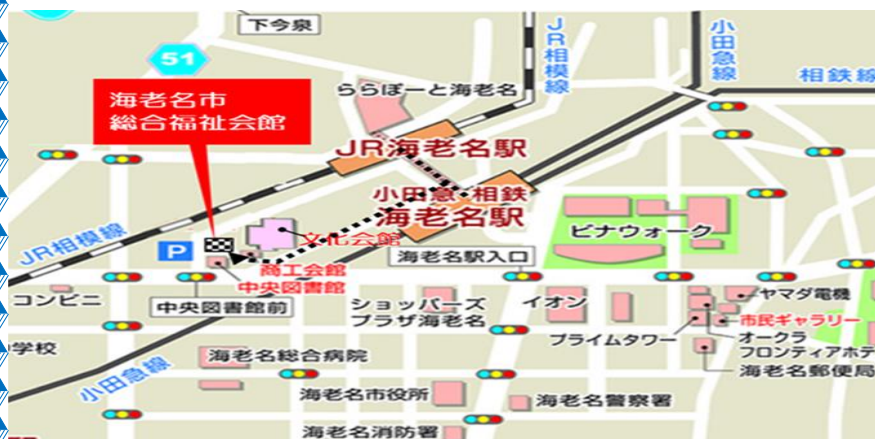 下今泉
51
海老名市
総合福祉会館
ららぽーと海老名
JR相模線
小田急線
相鉄線
JR海老名駅
小田急・相鉄
海老名駅
ビナウォーク
文化会館
JR相模線
P
海老名駅入口
商工会館
中央図書館
コンビニ
中央図書館前
ショッパーズ
プラザ海老名
イオン
ヤマダ電機
市民ギャラリー
プライムタワー
オークラ
フロンティアホテ
学校
海老名総合病院
海老名郵便局
小田急線
海老名市役所
海老名警察署
海老名消防署